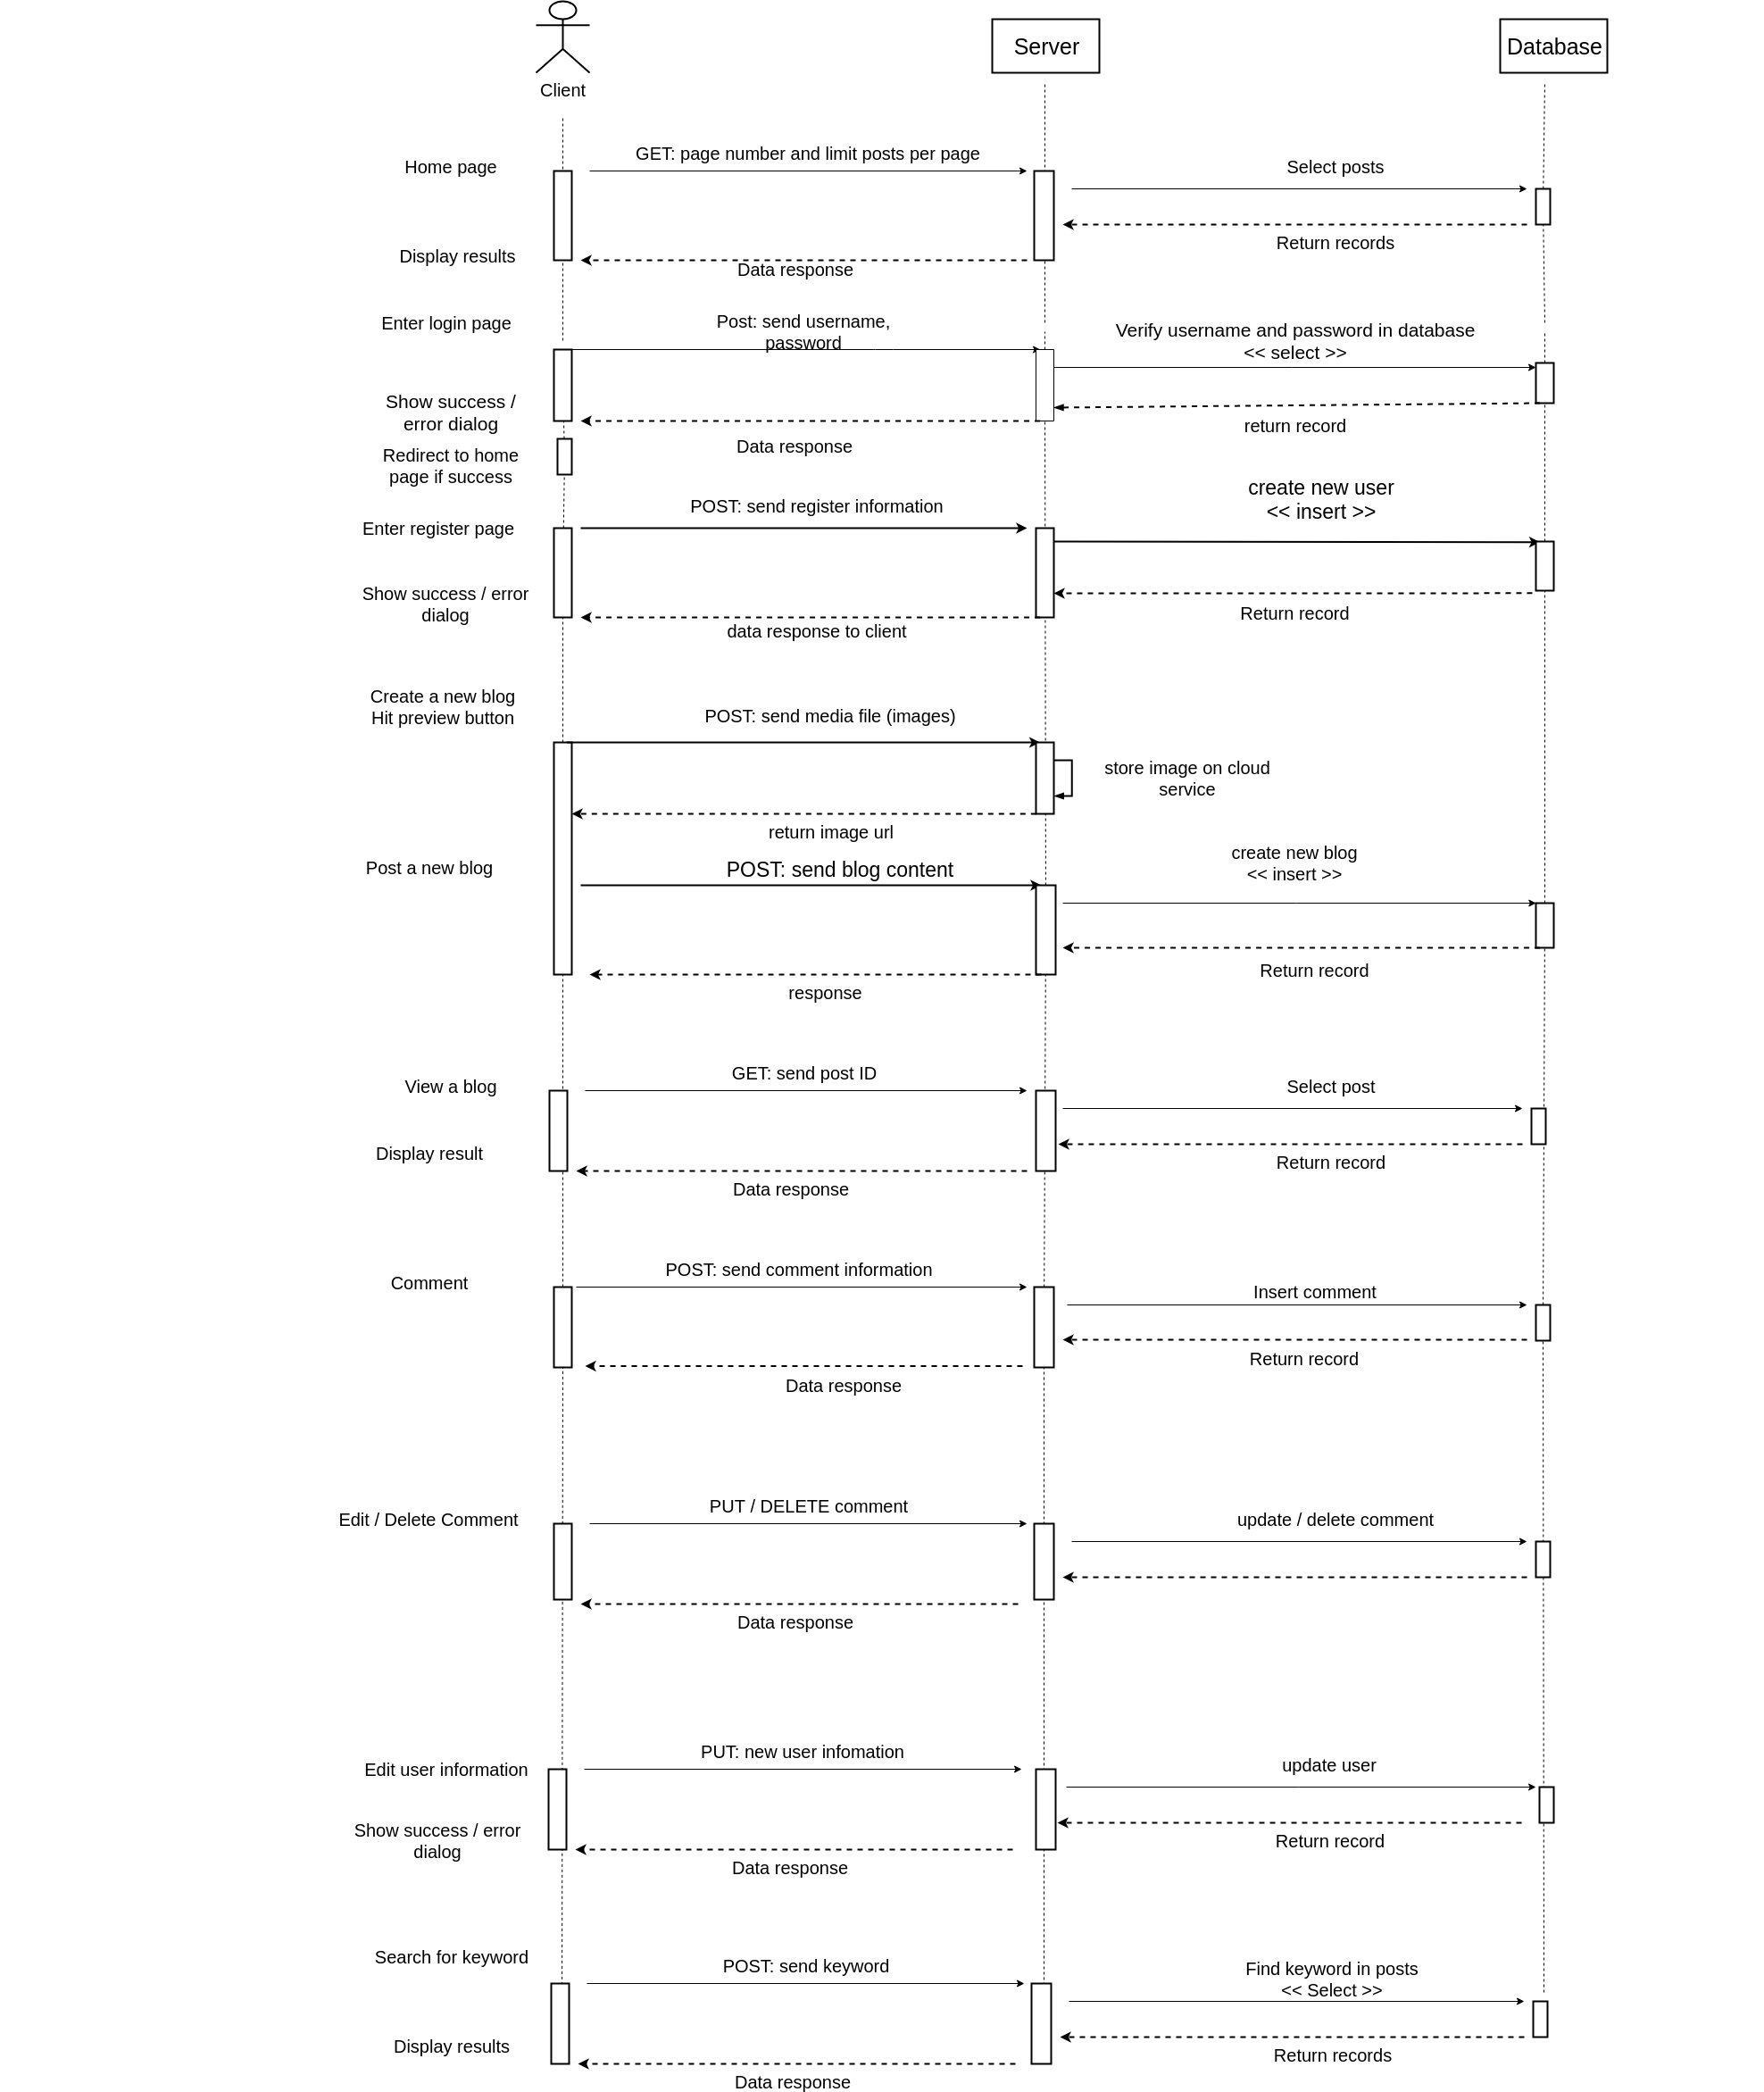 Client
Server
Database
Home page
GET: page number and limit posts per page
Select posts
Return records
Display results
Data response
Enter login page
Post: send username,
password
Verify username and password in database
<< select >>
Show success /
error dialog
Data response
return record
Redirect to home
page if success
Enter register page
POST: send register information
create new user
<< insert >>
Show success / error
dialog
data response to client
Return record
Create a new blog
Hit preview button
POST: send media file (images)
store image on cloud
service
return image url
Post a new blog
POST: send blog content
create new blog
<< insert >>
Return record
response
View a blog
GET: send post ID
Select post
Display result
Return record
Data response
Comment
POST: send comment information
Insert comment
Return record
Data response
Edit / Delete Comment
PUT / DELETE comment
update / delete comment
Data response
Edit user information
PUT: new user infomation
update user
Show success / error
dialog
Return record
Data response
Search for keyword
POST: send keyword
Find keyword in posts
<< Select >>
Display results
Return records
Data response